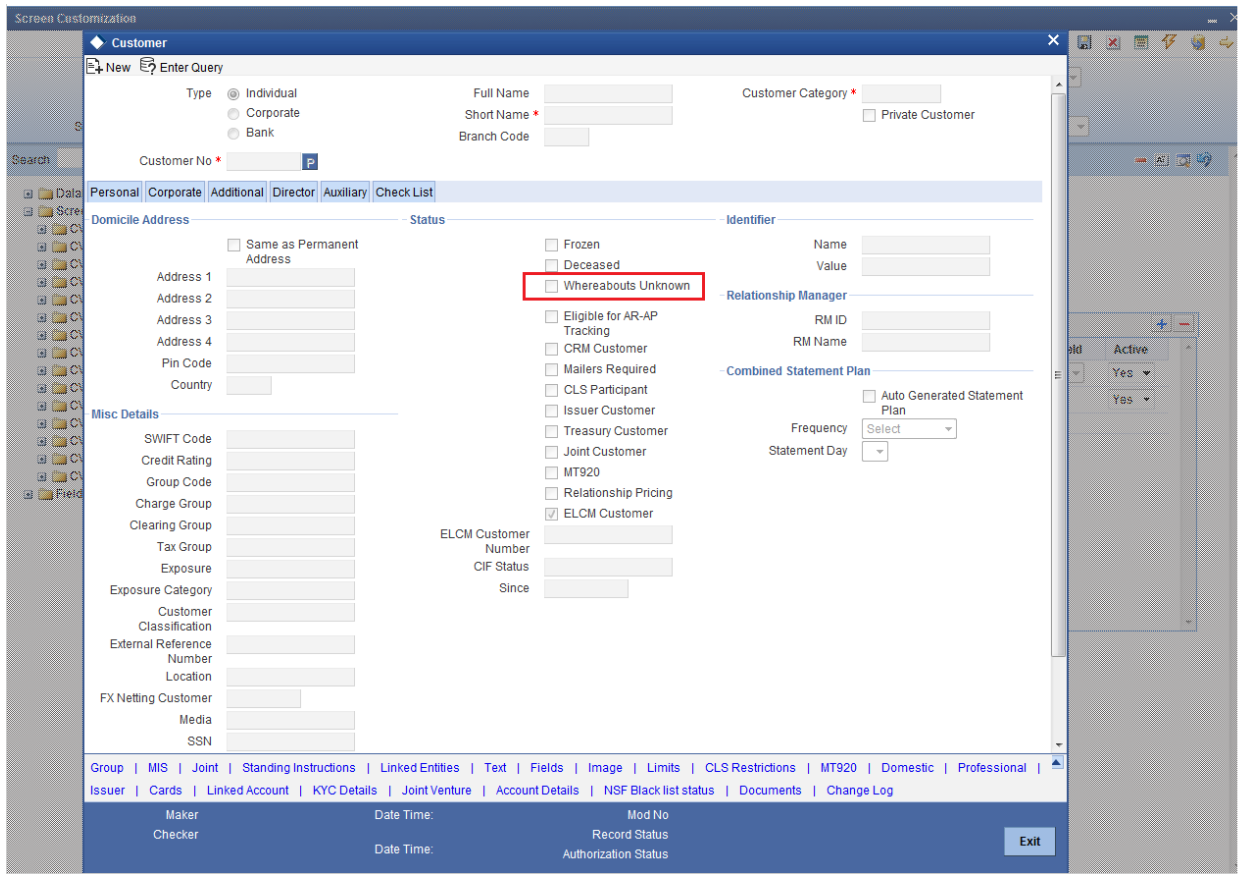 Screen Customization
Customer
New Enter Query
Type Individual Full Name Customer Category *
Corporate Short Name * Private Customer
Bank Branch Code
Customer No * P
Search
Personal Corporate Additional Director Auxiliary Check List
Domicile Address Status Identifier
Same as Permanent Address Frozen Name
Deceased Value
Address 1 Whereabouts Unknown
Address 2 Relationship Manager
Address 3 Eligible for AR-AP Tracking RM ID
Address 4 CRM Customer RM Name
Pin Code Mailers Required Combined Statement Plan
Country CLS Participant Auto Generated Statement Plan
Misc Details Issuer Customer
SWIFT Code Treasury Customer Frequency Select
Credit Rating Joint Customer Statement Day
Group Code MT920
Charge Group Relationship Pricing
Clearing Group ELCM Customer
Tax Group ELCM Customer Number
Exposure CIF Status
Exposure Category Since
Customer Classification
External Reference Number
Location
FX Netting Customer
Media
SSN
Active
Yes
Yes
Group | MIS | Joint | Standing Instructions | Linked Entities | Text | Fields | Image | Limits | CLS Restrictions | MT920 | Domestic | Professional |
Issuer | Cards | Linked Account | KYC Details | Joint Venture | Account Details | NSF Black list status | Documents | Change Log
Maker Date Time: Mod No
Checker Record Status
Date Time: Authorization Status
Exit